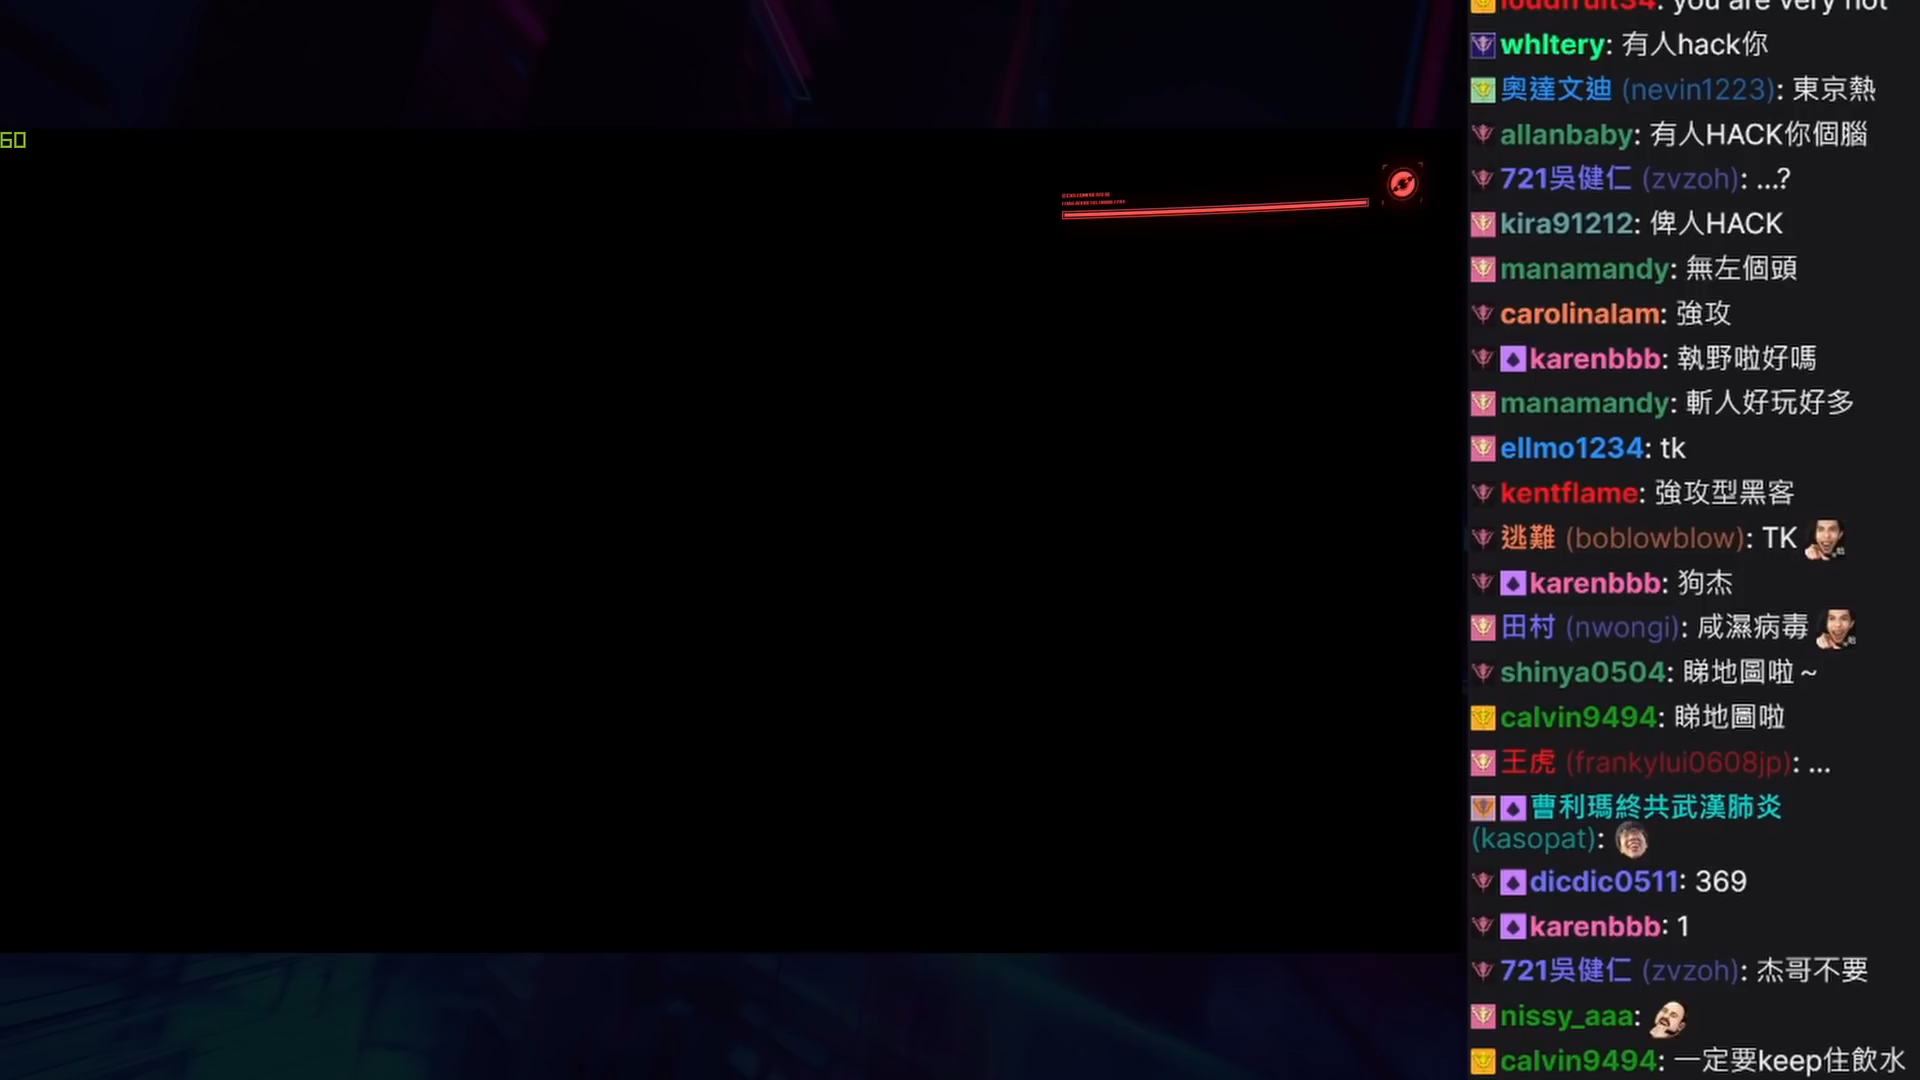 60
loudfruit34: you are very hot
whltery: 有人hack你
奧達文迪 (nevin1223): 東京熱
allanbaby: 有人HACK你個腦
721吳健仁 (zvzoh): ...?
kira91212: 俾人HACK
manamandy: 無左個頭
carolinalam: 強攻
karenbbb: 執野啦好嗎
manamandy: 斬人好玩好多
ellmo1234: tk
kentflame: 強攻型黑客
逃難 (boblowblow): TK
karenbbb: 狗杰
田村 (nwongi): 咸濕病毒
shinya0504: 睇地圖啦～
calvin9494: 睇地圖啦
王虎 (frankylui0608jp): ...
曹利瑪終共武漢肺炎
(kasopat):
dicdic0511: 369
karenbbb: 1
721吳健仁 (zvzoh): 杰哥不要
nissy_aaa:
calvin9494: 一定要keep住飲水